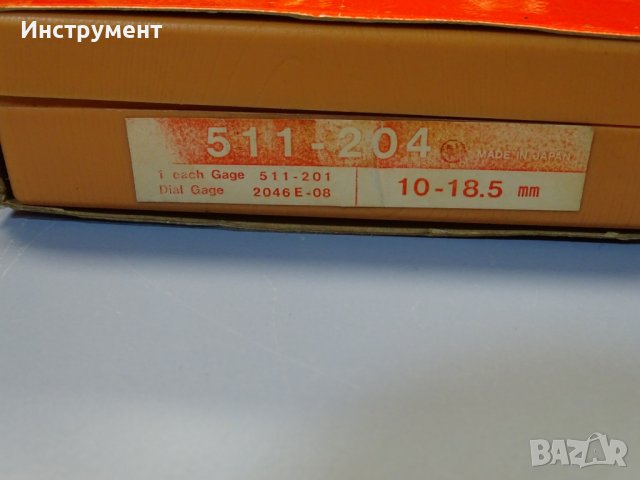 Инструмент
511-204
MADE IN JAPAN
1 each Gage 511-201
Dial Gage 2046E-08
10-18.5 mm
BAZAR